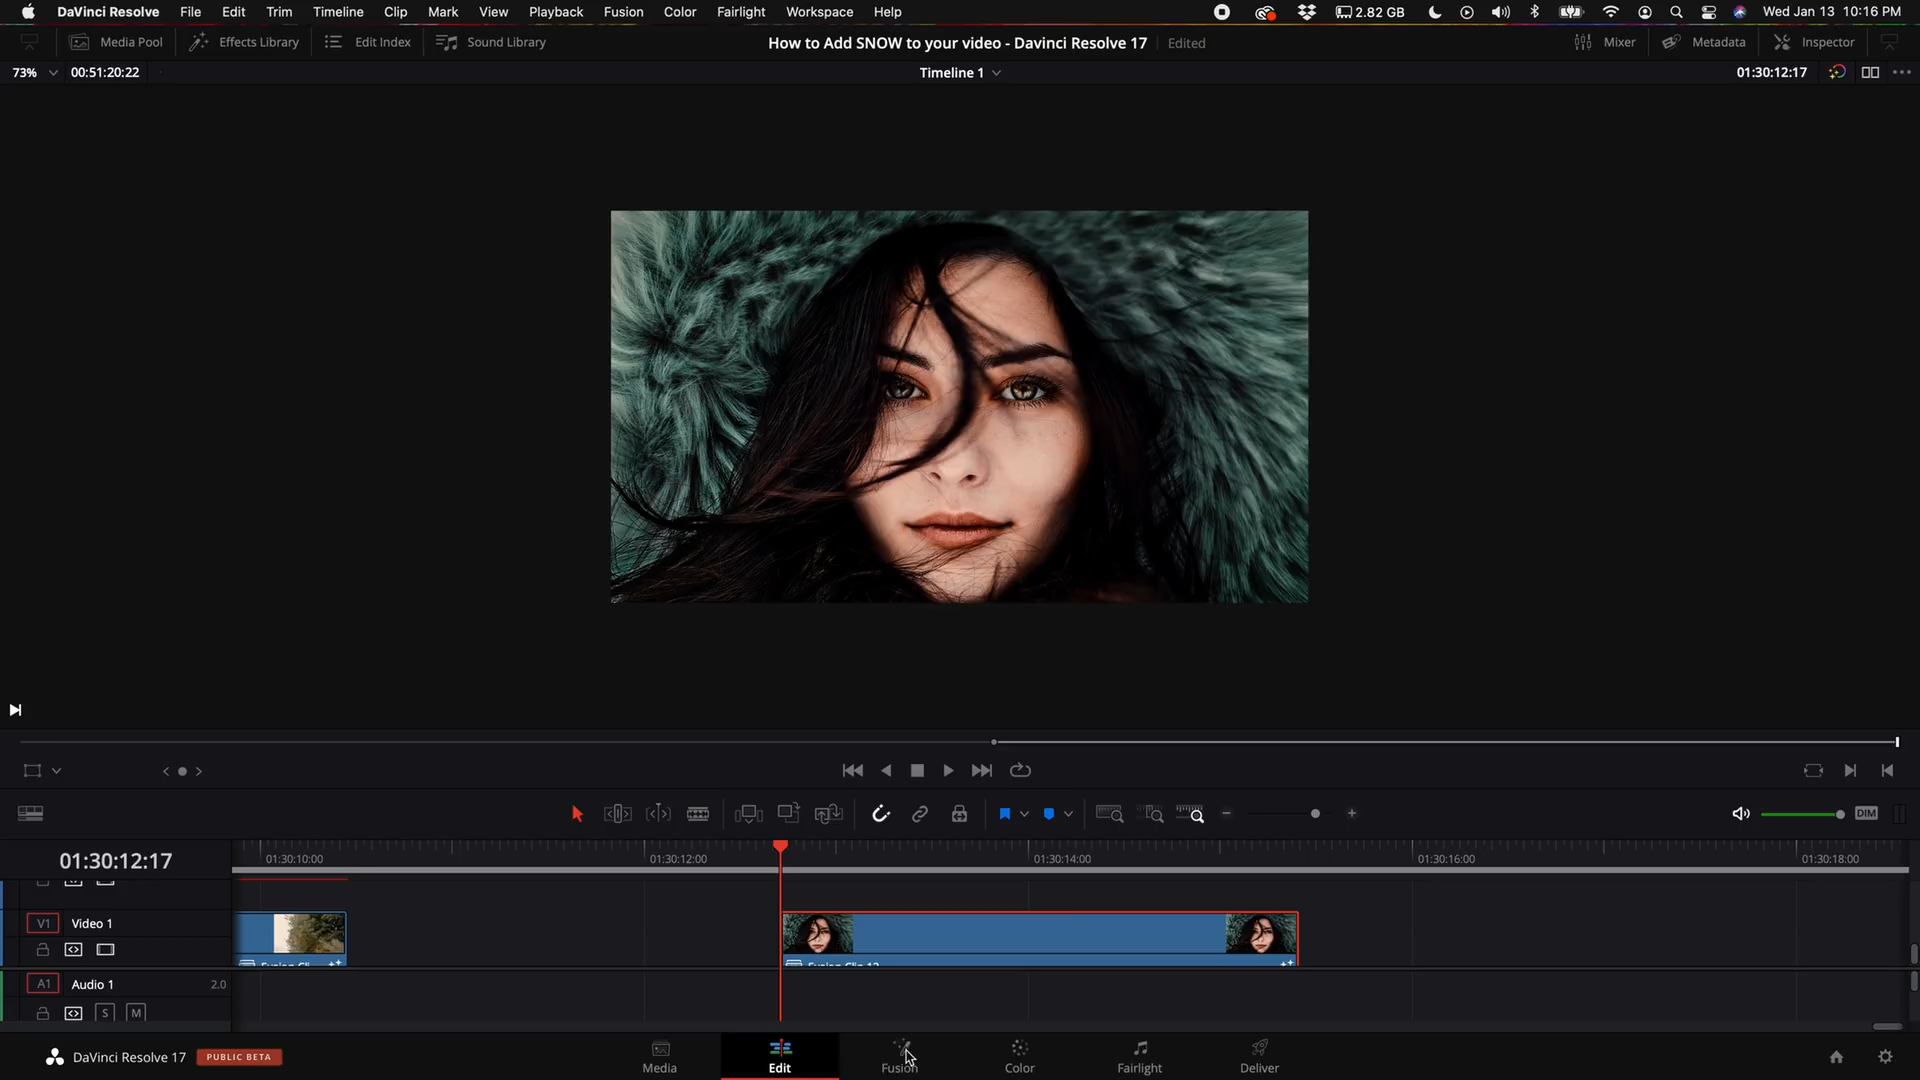 DaVinci Resolve File Edit Trim Timeline Clip Mark View Playback Fusion Color Fairlight Workspace Help 2.82 GB Wed Jan 13 10:16 PM
Media Pool Effects Library Edit Index Sound Library How to Add SNOW to your video - Davinci Resolve 17 Edited Mixer Metadata Inspector
73% 00:51:20:22 Timeline 1 01:30:12:17
DIM
01:30:12:17 01:30:10:00 01:30:12:00 01:30:14:00 01:30:16:00 01:30:18:00
V1 Video 1
Fusion Cli Fusion Clip 12
A1 Audio 1 2.0
S M
DaVinci Resolve 17 PUBLIC BETA Media Edit Fusion Color Fairlight Deliver